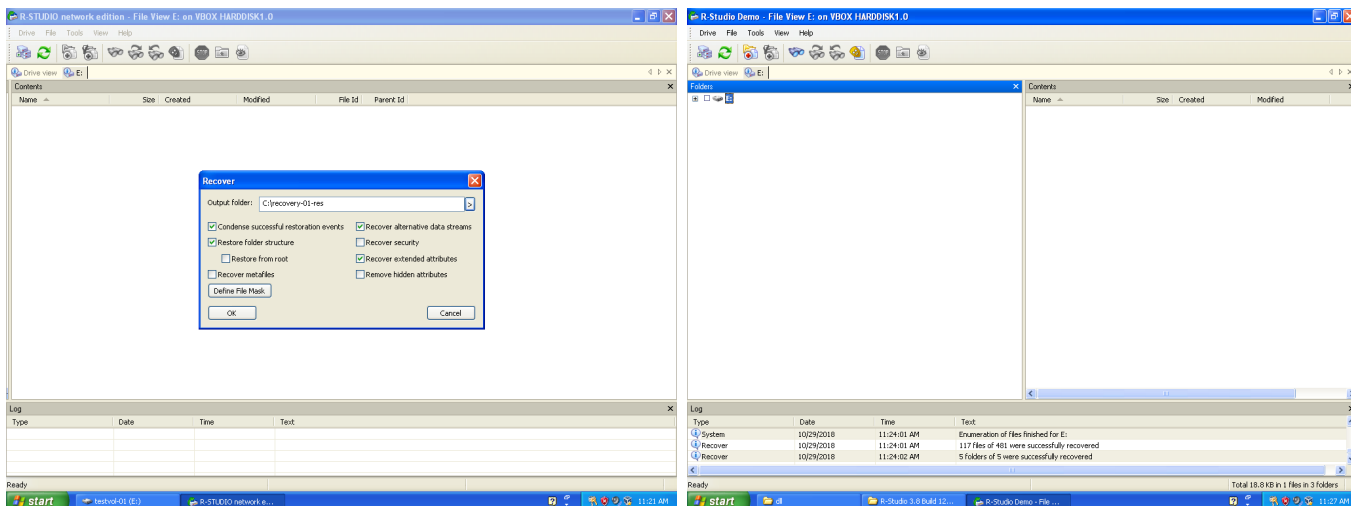 R-STUDIO network edition - File View E: on VBOX HARDDISK1.0
Drive File Tools View Help
Drive view E:
Contents
Name Size Created Modified File Id Parent Id
Recover
Output folder: C:\recovery-01-res
Condense successful restoration events Recover alternative data streams
Restore folder structure Recover security
Restore from root Recover extended attributes
Recover metafiles Remove hidden attributes
Define File Mask
OK Cancel
Log
Type Date Time Text
Ready
start testvol-01 (E:) R-STUDIO network e... 11:21 AM
R-Studio Demo - File View E: on VBOX HARDDISK1.0
Drive File Tools View Help
Drive view E:
Folders Contents
E: Name Size Created Modified
Log
Type Date Time Text
System 10/29/2018 11:24:01 AM Enumeration of files finished for E:
Recover 10/29/2018 11:24:01 AM 117 files of 481 were successfully recovered
Recover 10/29/2018 11:24:02 AM 5 folders of 5 were successfully recovered
Ready Total 18.8 KB in 1 files in 3 folders
start dl R-Studio 3.8 Build 12... R-Studio Demo - File ... 11:27 AM